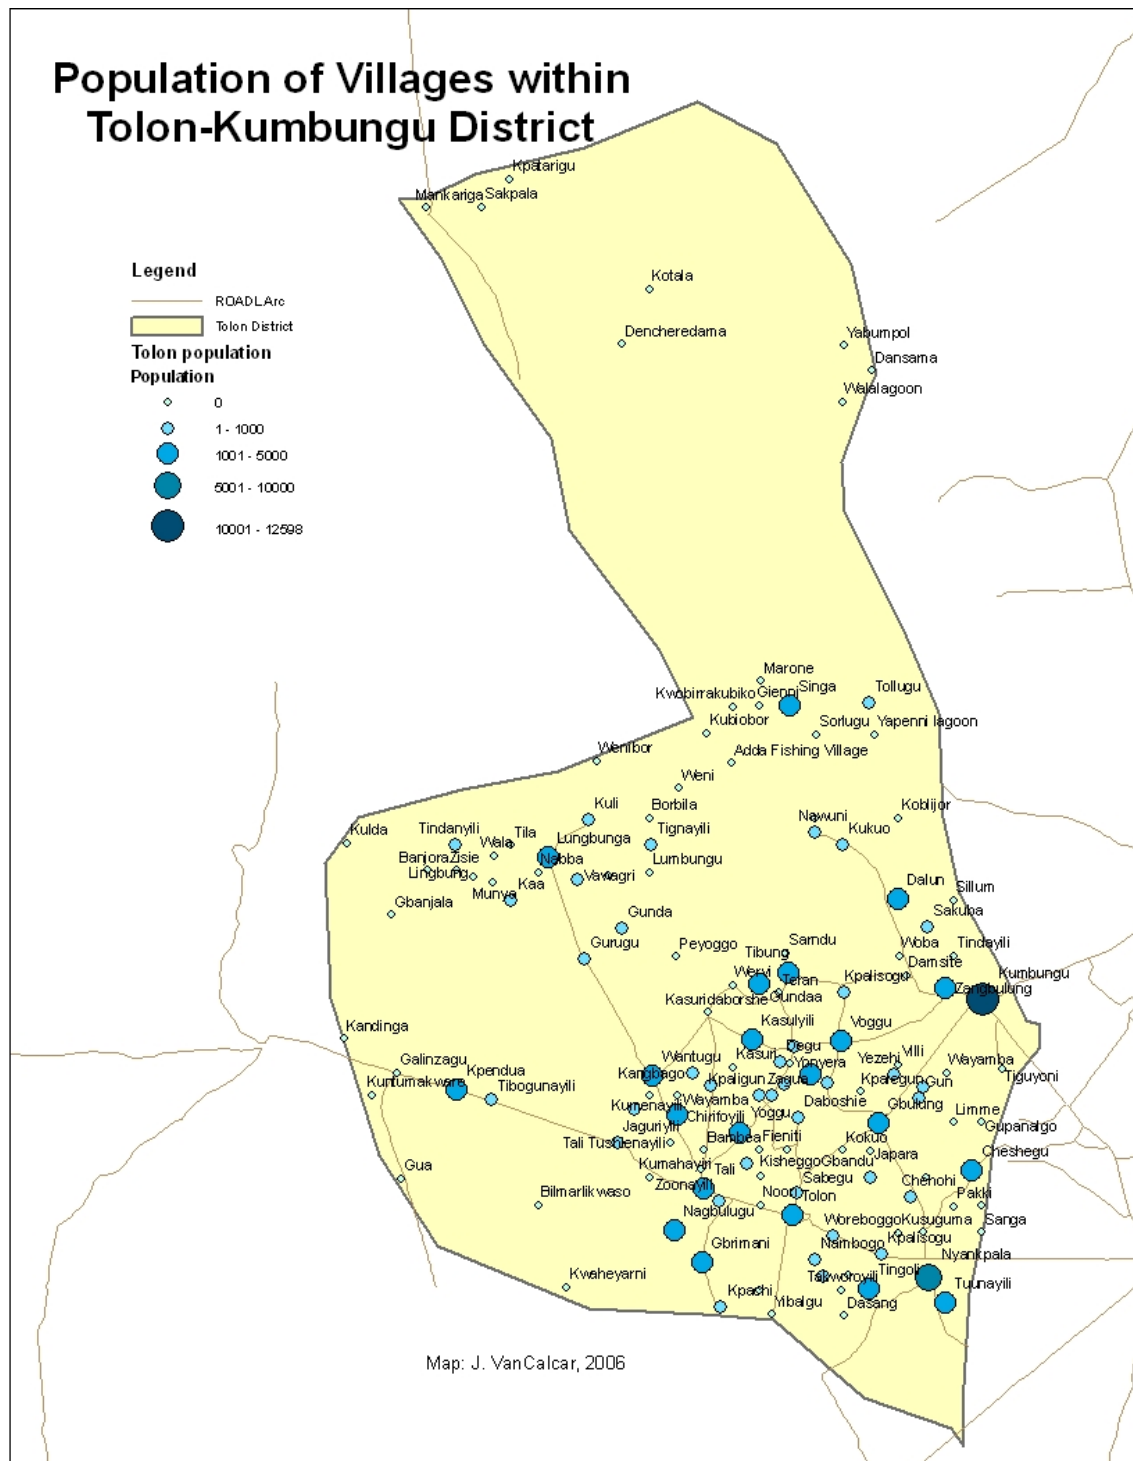 Population of Villages within
Tolon-Kumbungu District
Kpatarigu
Mankariga Sakpala
Legend
ROADLArc
Tolon District
Tolon population
Population
0
1 - 1000
1001 - 5000
5001 - 10000
10001 - 12598
Kotala
Dencheredama
Yabumpol
Dansama
Walalagoon
Marone
Kwobirrakubiko Gienni Singa Tollugu
Kubiobor Sorlugu Yapenni lagoon
Wenibor Adda Fishing Village
Weni
Kuli Borbila Nawuni Koblijor
Kulda Tindanyili Tila Lungbunga Tignayili Kukuo
Wala
Banjora Zisie Nabba Lumbungu
Lingbung Kaa Vawagri
Munya
Dalun Sillum
Gbanjala Gunda Sakuba
Gurugu Peyoggo Tibung Samdu Woba Tindayili
Damsite
Wervi Teran Kpalisogu Kumbungu
Kasuridaborshe Gundaa Zangbulung
Kandinga Kasulyili Voggu
Galinzagu Wantugu Kasuri Degu Yezehi Villi Wayamba
Yonyera
Kuntumakware Kpendua Kangbago Tiguyoni
Tibogunayili Kpaligun Zagua Kpalegun Gun
Kumenayili Wayamba Daboshie Gbulung
Jaguriyili Chirifoyili Yoggu Limme
Gupanalgo
Tali Tushienayili Bambea Fieniti Kokuo
Japara Cheshegu
Gua Kumahayiri Tali Kisheggo Gbandu
Zoonayili Sabegu Chehohi
Bilmarlikwaso Noori Tolon Pakki
Nagbulugu Woreboggo Kusuguma Sanga
Gbrimani Nambogo Kpalisogu Nyankpala
Kwaheyarni Takworoyili Tingoli Tuunayili
Kpachi
Yibalgu Dasang
Map: J. VanCalcar, 2006